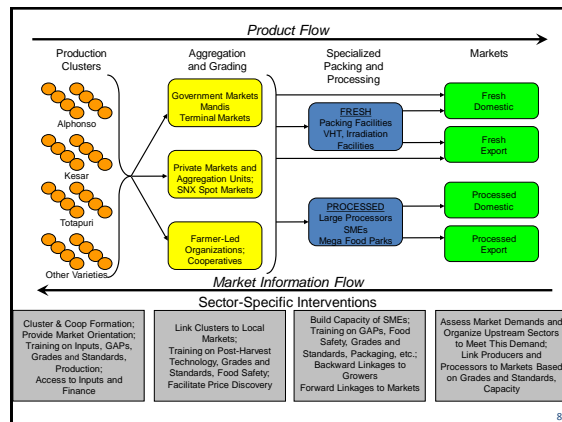 Product Flow
Production
Clusters
Aggregation
and Grading
Specialized
Packing and
Processing
Markets
Alphonso
Kesar
Totapuri
Other Varieties
Government Markets
Mandis
Terminal Markets
Private Markets and
Aggregation Units;
SNX Spot Markets
Farmer-Led
Organizations;
Cooperatives
FRESH
Packing Facilities
VHT, Irradiation
Facilities
PROCESSED
Large Processors
SMEs
Mega Food Parks
Fresh
Domestic
Fresh
Export
Processed
Domestic
Processed
Export
Market Information Flow
Sector-Specific Interventions
Cluster & Coop Formation;
Provide Market Orientation;
Training on Inputs, GAPs,
Grades and Standards,
Production;
Access to Inputs and
Finance
Link Clusters to Local
Markets;
Training on Post-Harvest
Technology, Grades and
Standards, Food Safety;
Facilitate Price Discovery
Build Capacity of SMEs;
Training on GAPs, Food
Safety, Grades and
Standards, Packaging, etc.;
Backward Linkages to
Growers
Forward Linkages to Markets
Assess Market Demands and
Organize Upstream Sectors
to Meet This Demand;
Link Producers and
Processors to Markets Based
on Grades and Standards,
Capacity
8